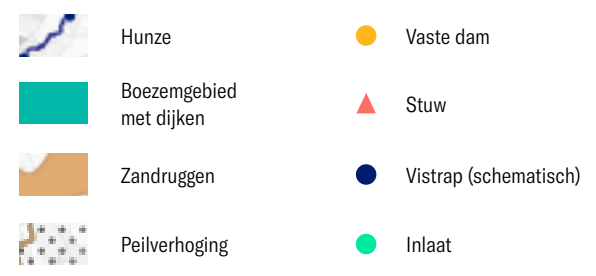 Hunze
Boezemgebied
met dijken
Zandruggen
Peilverhoging
Vaste dam
Stuw
Vistrap (schematisch)
Inlaat